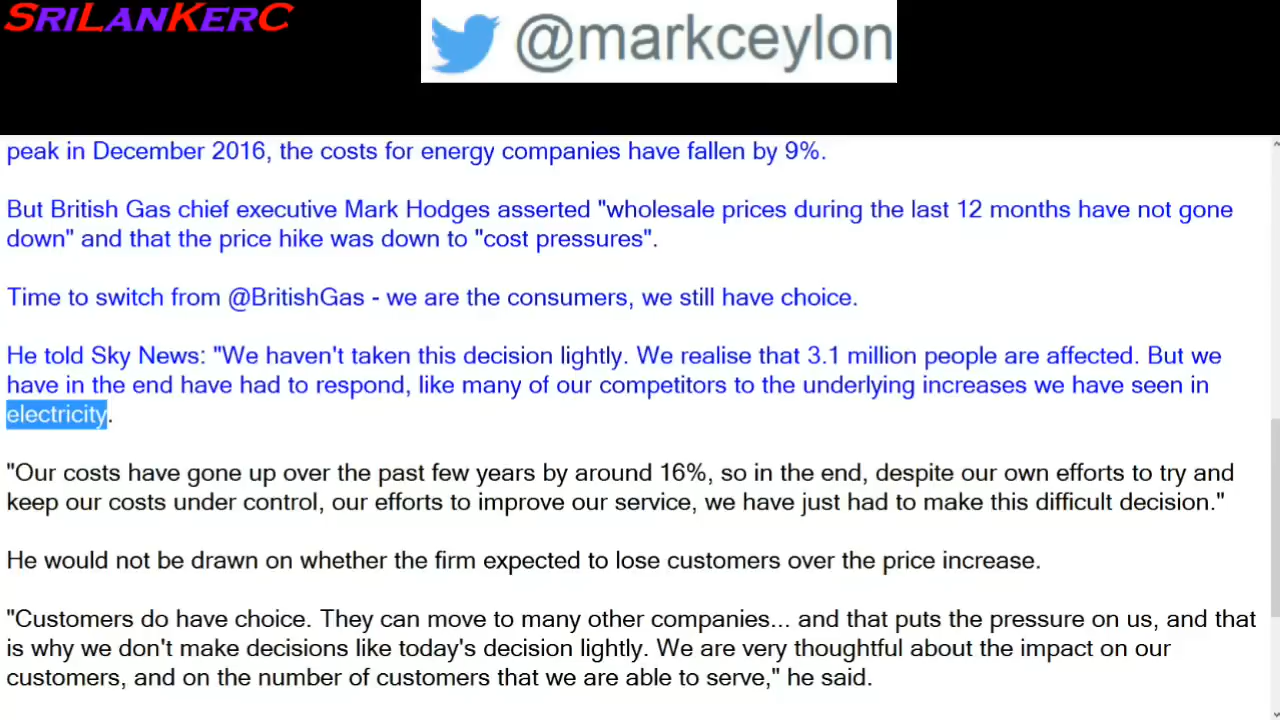 SRILANKERC
@markceylon
peak in December 2016, the costs for energy companies have fallen by 9%.
But British Gas chief executive Mark Hodges asserted "wholesale prices during the last 12 months have not gone
down" and that the price hike was down to "cost pressures".
Time to switch from @BritishGas - we are the consumers, we still have choice.
He told Sky News: "We haven't taken this decision lightly. We realise that 3.1 million people are affected. But we
have in the end have had to respond, like many of our competitors to the underlying increases we have seen in
electricity.
"Our costs have gone up over the past few years by around 16%, so in the end, despite our own efforts to try and
keep our costs under control, our efforts to improve our service, we have just had to make this difficult decision."
He would not be drawn on whether the firm expected to lose customers over the price increase.
"Customers do have choice. They can move to many other companies... and that puts the pressure on us, and that
is why we don't make decisions like today's decision lightly. We are very thoughtful about the impact on our
customers, and on the number of customers that we are able to serve," he said.